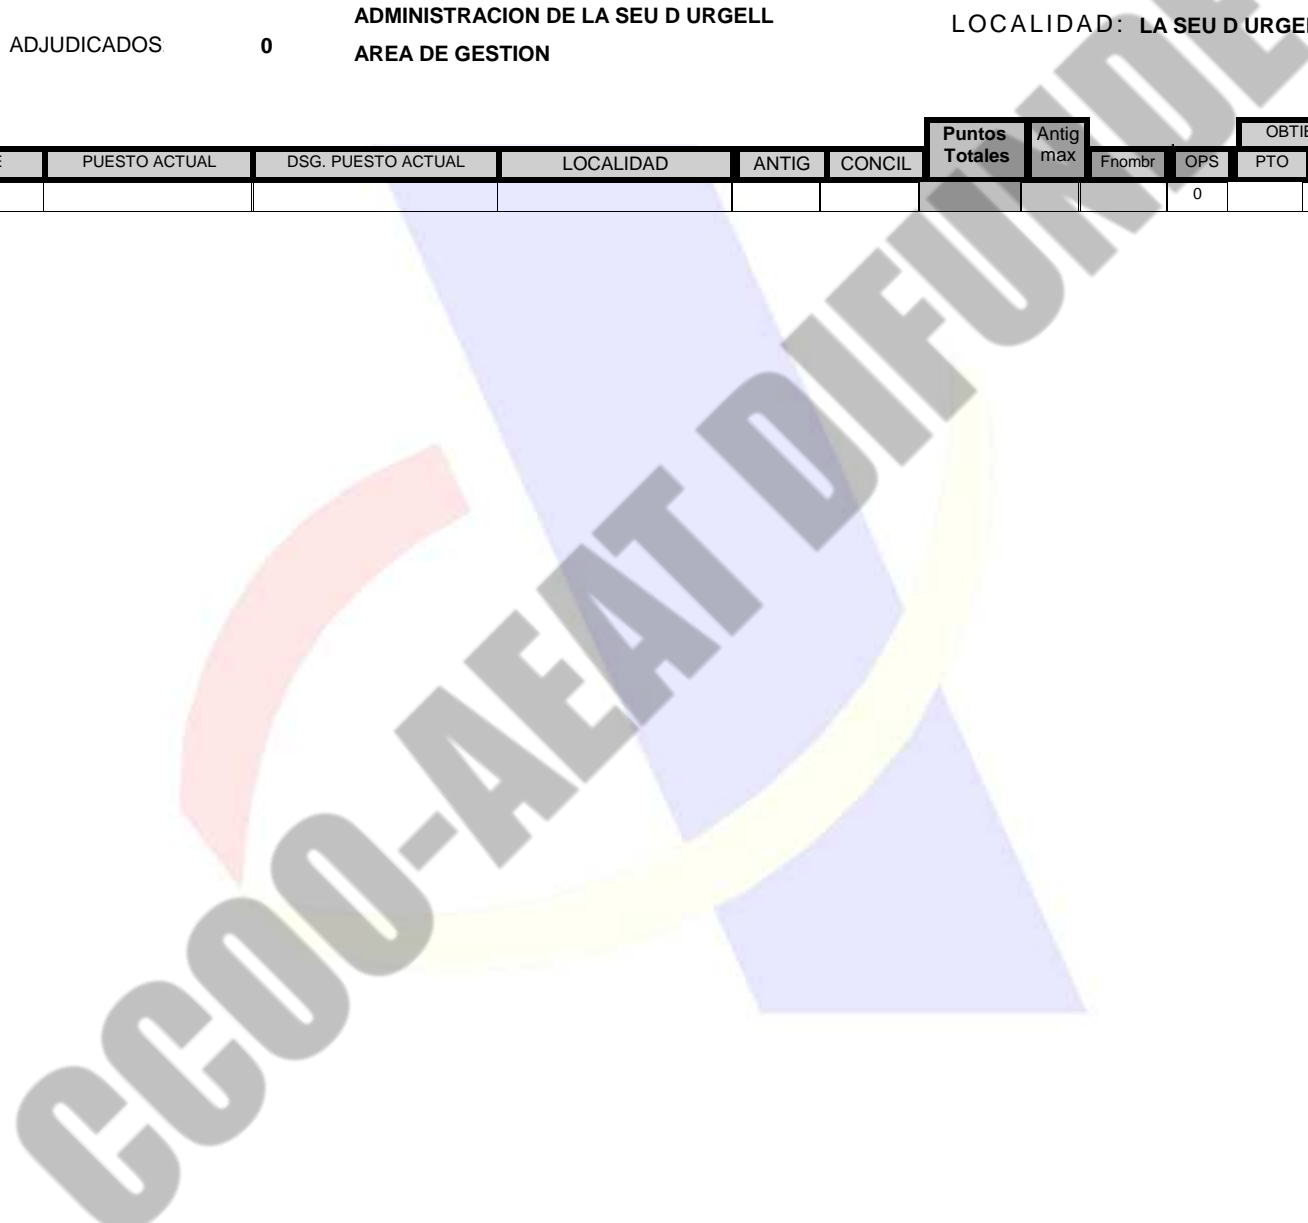 ADMINISTRACION DE LA SEU D URGELL
LOCALIDAD: LA SEU D URGE
ADJUDICADOS: 0
AREA DE GESTION
Puntos Totales Antig max OBTIE
PUESTO ACTUAL DSG. PUESTO ACTUAL LOCALIDAD ANTIG CONCIL Fnombr OPS PTO
0
CCOO-AEAT DIFUNDE